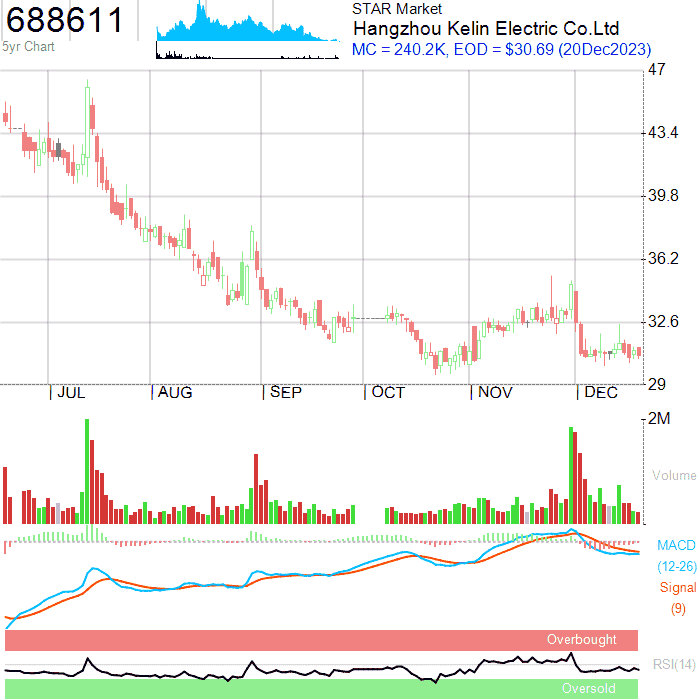 688611
5yr Chart
STAR Market
Hangzhou Kelin Electric Co.Ltd
MC = 240.2K, EOD = $30.69 (20Dec2023)
47
43.4
39.8
36.2
32.6
29
JUL AUG SEP OCT NOV DEC
2M
Volume
MACD
(12-26)
Signal
(9)
Overbought
RSI(14)
Oversold